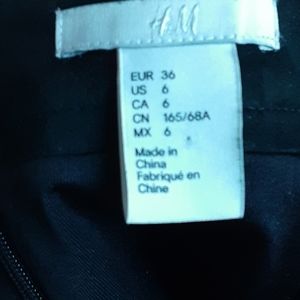 H&M
EUR 36
US 6
CA 6
CN 165/68A
MX 6
Made in
China
Fabriqué en
Chine